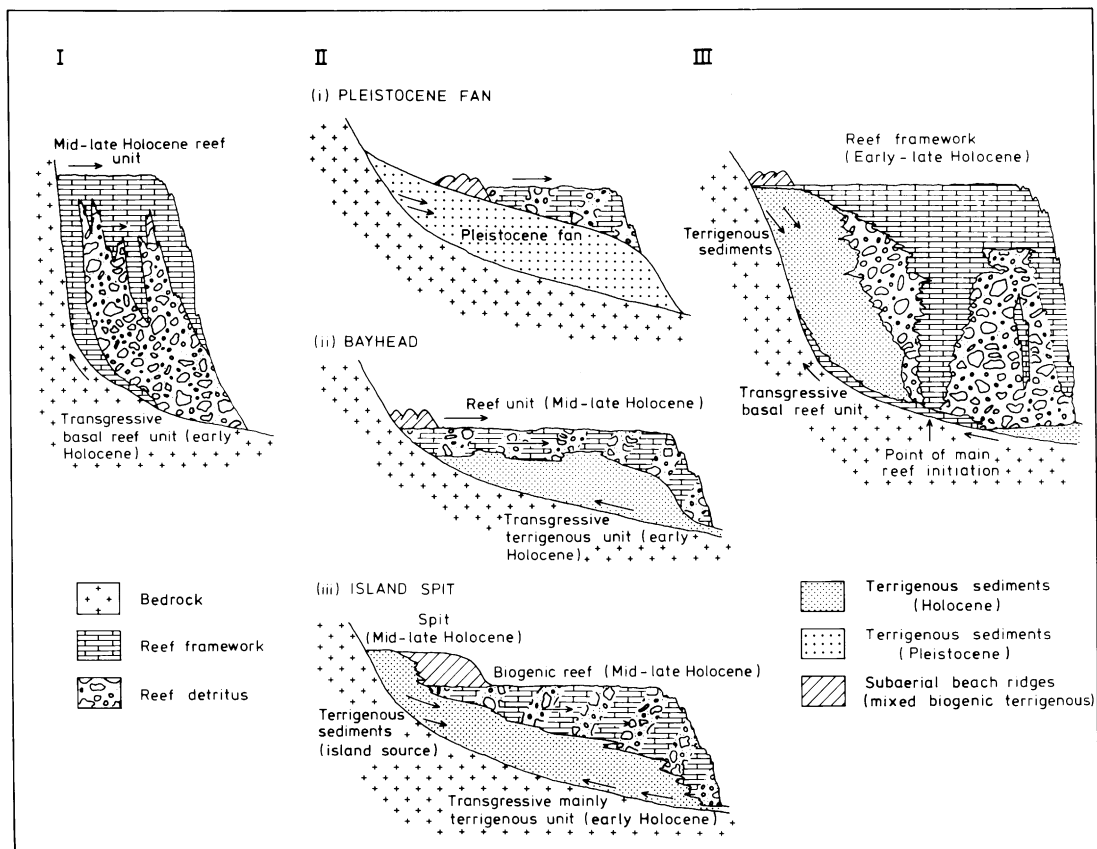 I
Mid-late Holocene reef
unit
Transgressive
basal reef unit (early
Holocene)
II
(i) PLEISTOCENE FAN
Pleistocene fan
(ii) BAYHEAD
Reef unit (Mid-late Holocene)
Transgressive
terrigenous unit (early
Holocene)
(iii) ISLAND SPIT
Spit
(Mid-late Holocene)
Biogenic reef (Mid-late Holocene)
Terrigenous
sediments
(island source)
Transgressive mainly
terrigenous unit (early Holocene)
III
Reef framework
(Early-late Holocene)
Terrigenous
sediments
Transgressive
basal reef unit
Point of main
reef initiation
Bedrock
Reef framework
Reef detritus
Terrigenous sediments
(Holocene)
Terrigenous sediments
(Pleistocene)
Subaerial beach ridges
(mixed biogenic terrigenous)